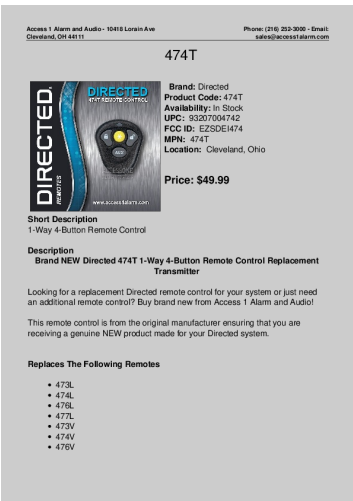 Access 1 Alarm and Audio - 10418 Lorain Ave
Cleveland, OH 44111
Phone: (216) 252-3000 - Email:
sales@access1alarm.com
474T
DIRECTED.
REMOTES
DIRECTED
474T REMOTE CONTROL
AUX
www.access1alarm.com
Brand: Directed
Product Code: 474T
Availability: In Stock
UPC: 93207004742
FCC ID: EZSDEI474
MPN: 474T
Location: Cleveland, Ohio
Price: $49.99
Short Description
1-Way 4-Button Remote Control
Description
Brand NEW Directed 474T 1-Way 4-Button Remote Control Replacement
Transmitter
Looking for a replacement Directed remote control for your system or just need
an additional remote control? Buy brand new from Access 1 Alarm and Audio!
This remote control is from the original manufacturer ensuring that you are
receiving a genuine NEW product made for your Directed system.
Replaces The Following Remotes
473L
474L
476L
477L
473V
474V
476V